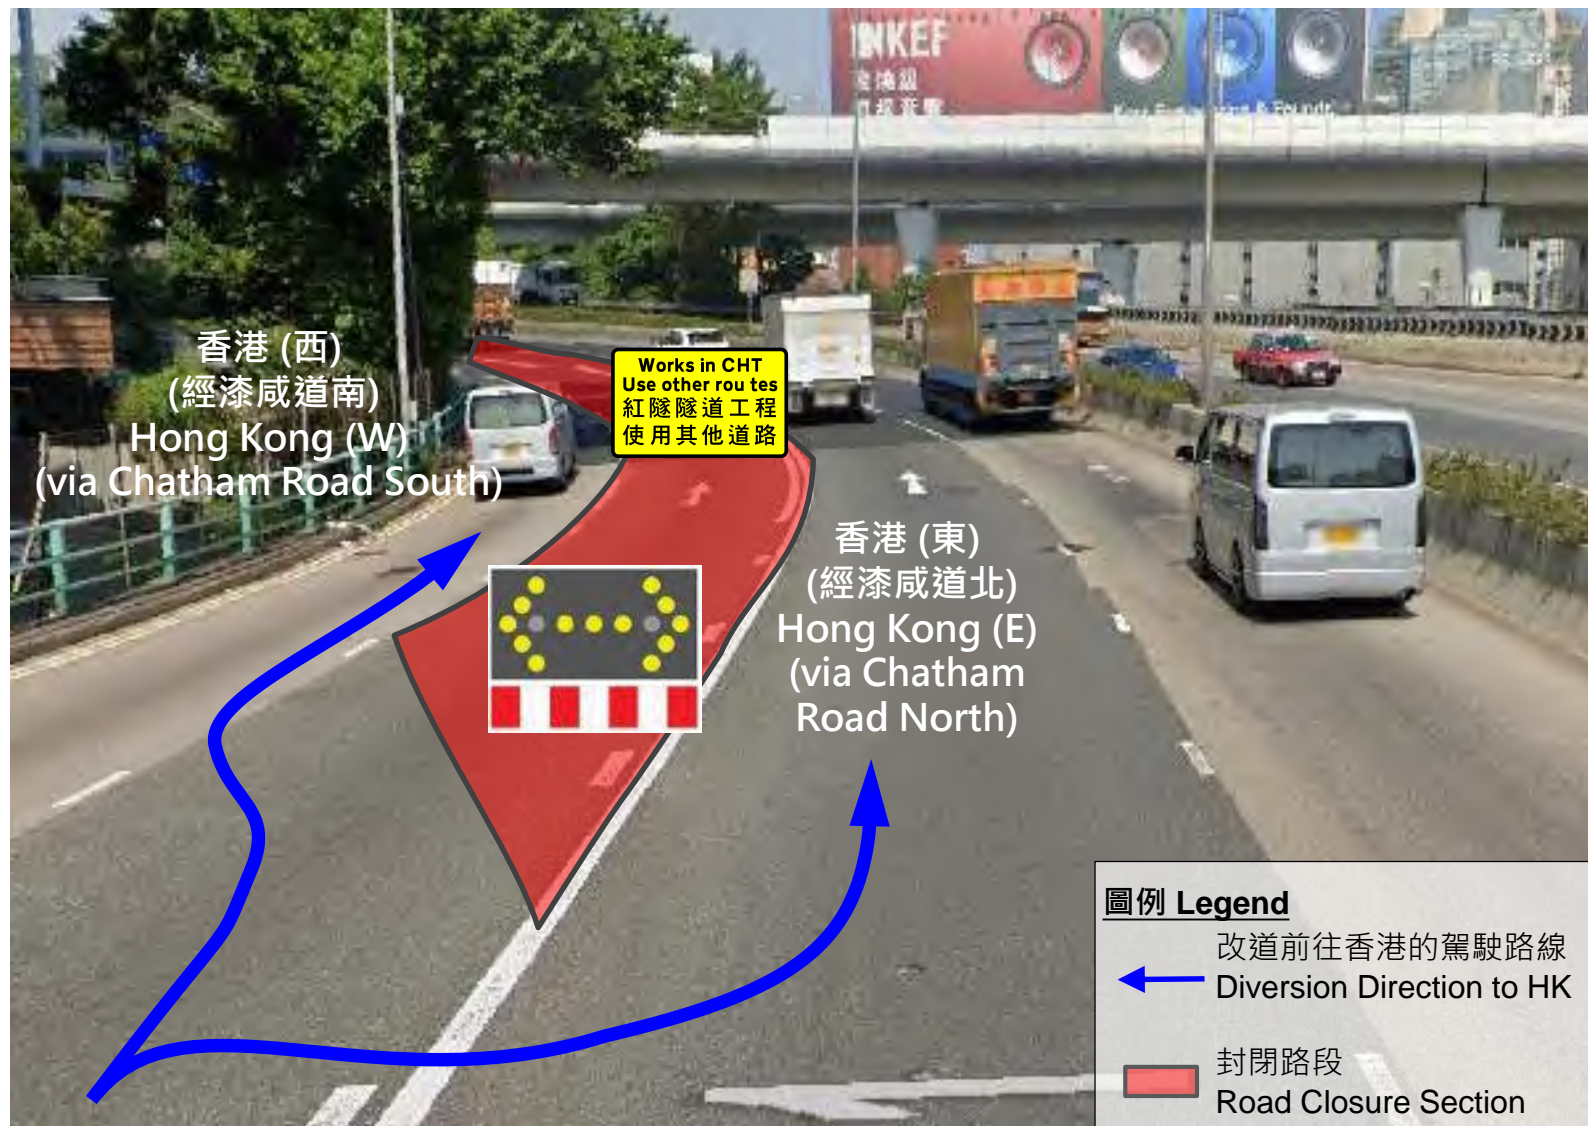 INKEF
香港 (西)
(經漆咸道南)
Hong Kong (W)
(via Chatham Road South)
Works in CHT
Use other rou tes
紅隧隧道工程
使用其他道路
香港 (東)
(經漆咸道北)
Hong Kong (E)
(via Chatham
Road North)
圖例 Legend
改道前往香港的駕駛路線
Diversion Direction to HK
封閉路段
Road Closure Section